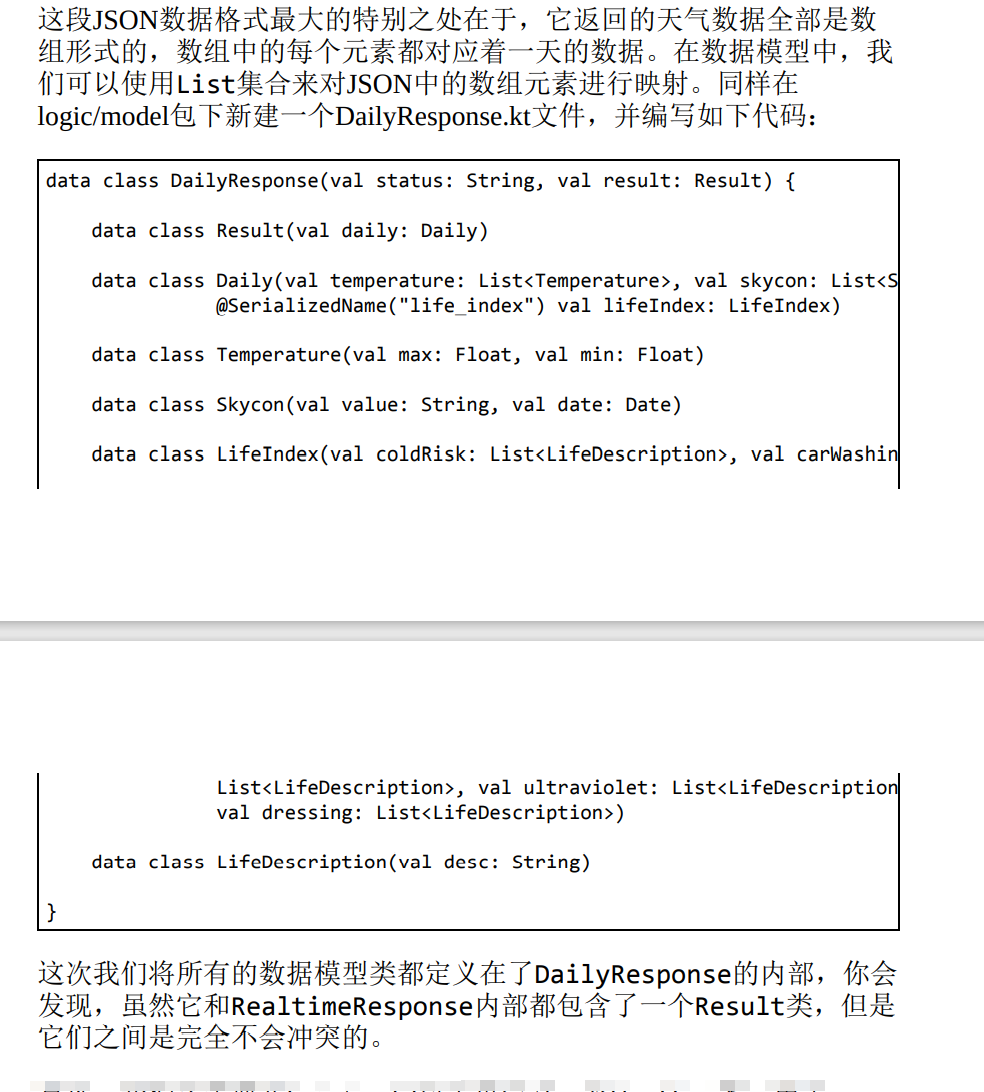 这段JSON数据格式最大的特别之处在于，它返回的天气数据全部是数
组形式的，数组中的每个元素都对应着一天的数据。在数据模型中，我
们可以使用List集合来对JSON中的数组元素进行映射。同样在
logic/model包下新建一个DailyResponse.kt文件，并编写如下代码：
data class DailyResponse(val status: String, val result: Result) {
data class Result(val daily: Daily)
data class Daily(val temperature: List<Temperature>, val skycon: List<S
@SerializedName("life_index") val lifeIndex: LifeIndex)
data class Temperature(val max: Float, val min: Float)
data class Skycon(val value: String, val date: Date)
data class LifeIndex(val coldRisk: List<LifeDescription>, val carWashin
List<LifeDescription>, val ultraviolet: List<LifeDescription
val dressing: List<LifeDescription>)
data class LifeDescription(val desc: String)
}
这次我们将所有的数据模型类都定义在了DailyResponse的内部，你会
发现，虽然它和RealtimeResponse内部都包含了一个Result类，但是
它们之间是完全不会冲突的。